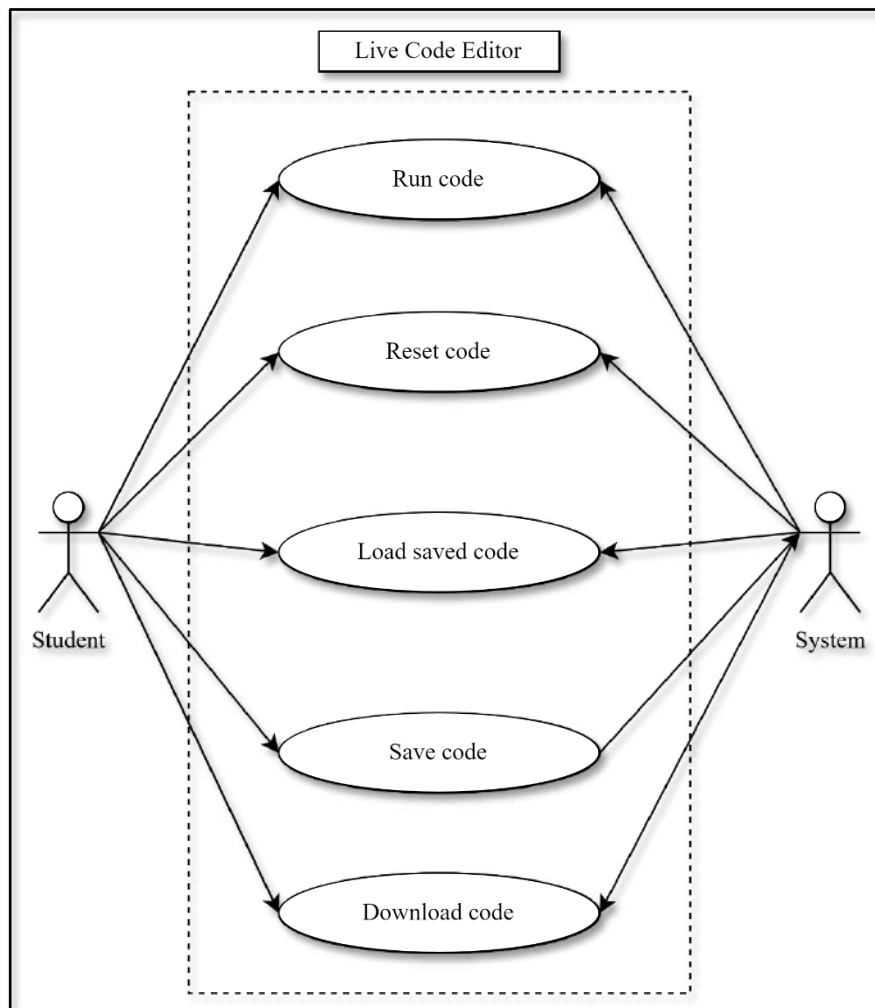 Live Code Editor
Run code
Reset code
Load saved code
Student
System
Save code
Download code